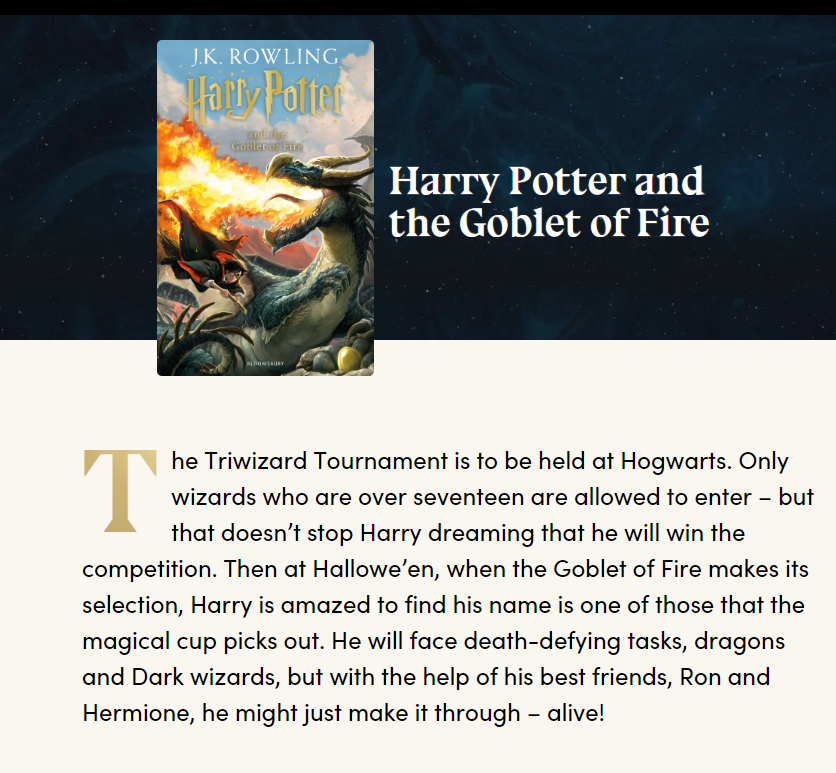 J.K. ROWLING
Harry Potter
and the
Goblet of Fire
BLOOMSBURY
Harry Potter and
the Goblet of Fire
The Triwizard Tournament is to be held at Hogwarts. Only
wizards who are over seventeen are allowed to enter – but
that doesn’t stop Harry dreaming that he will win the
competition. Then at Hallowe’en, when the Goblet of Fire makes its
selection, Harry is amazed to find his name is one of those that the
magical cup picks out. He will face death-defying tasks, dragons
and Dark wizards, but with the help of his best friends, Ron and
Hermione, he might just make it through – alive!